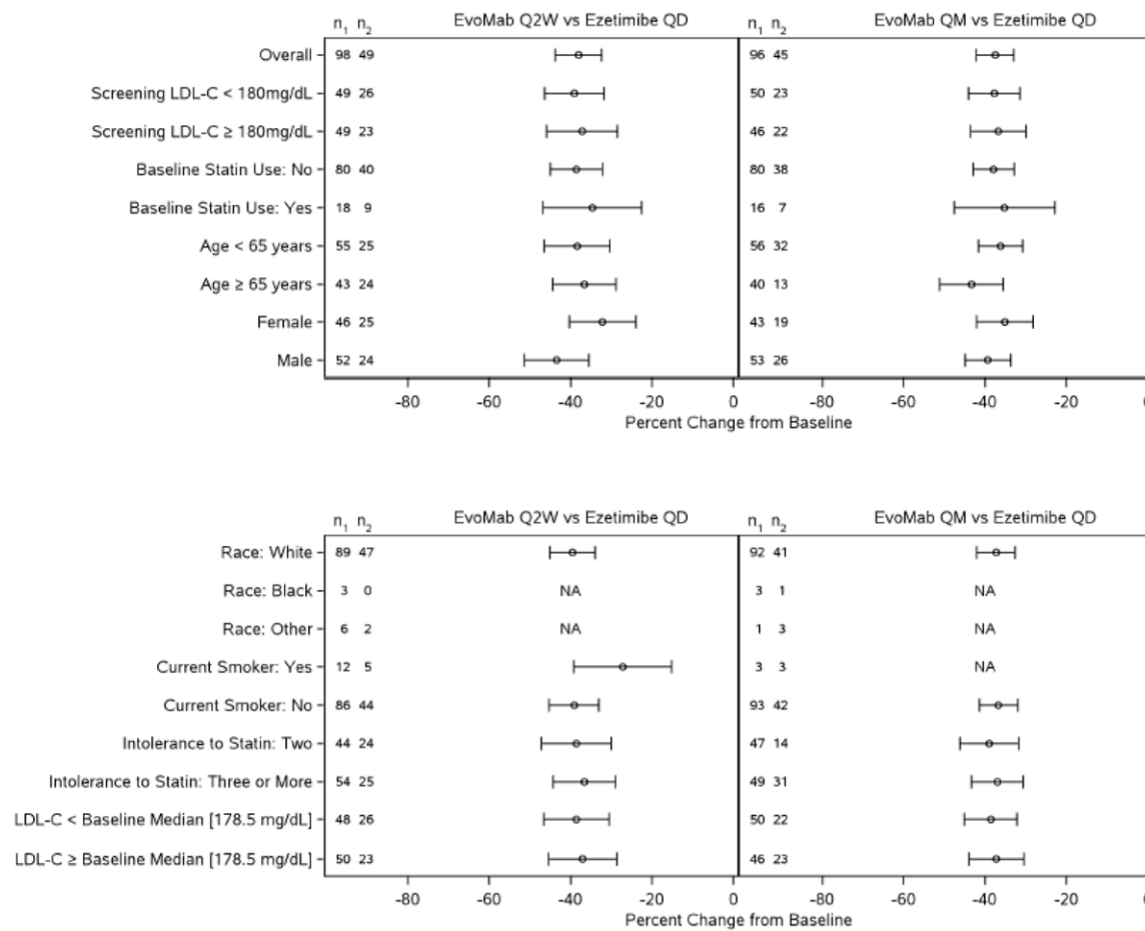 n1 n2 EvoMab Q2W vs Ezetimibe QD n1 n2 EvoMab QM vs Ezetimibe QD
Overall 98 49 96 45
Screening LDL-C < 180mg/dL 49 26 50 23
Screening LDL-C ≥ 180mg/dL 49 23 46 22
Baseline Statin Use: No 80 40 80 38
Baseline Statin Use: Yes 18 9 16 7
Age < 65 years 55 25 56 32
Age ≥ 65 years 43 24 40 13
Female 46 25 43 19
Male 52 24 53 26
-80 -60 -40 -20 0 -80 -60 -40 -20
Percent Change from Baseline
n1 n2 EvoMab Q2W vs Ezetimibe QD n1 n2 EvoMab QM vs Ezetimibe QD
Race: White 89 47 92 41
Race: Black 3 0 NA 3 1 NA
Race: Other 6 2 NA 1 3 NA
Current Smoker: Yes 12 5 3 3 NA
Current Smoker: No 86 44 93 42
Intolerance to Statin: Two 44 24 47 14
Intolerance to Statin: Three or More 54 25 49 31
LDL-C < Baseline Median [178.5 mg/dL] 48 26 50 22
LDL-C ≥ Baseline Median [178.5 mg/dL] 50 23 46 23
-80 -60 -40 -20 0 -80 -60 -40 -20
Percent Change from Baseline